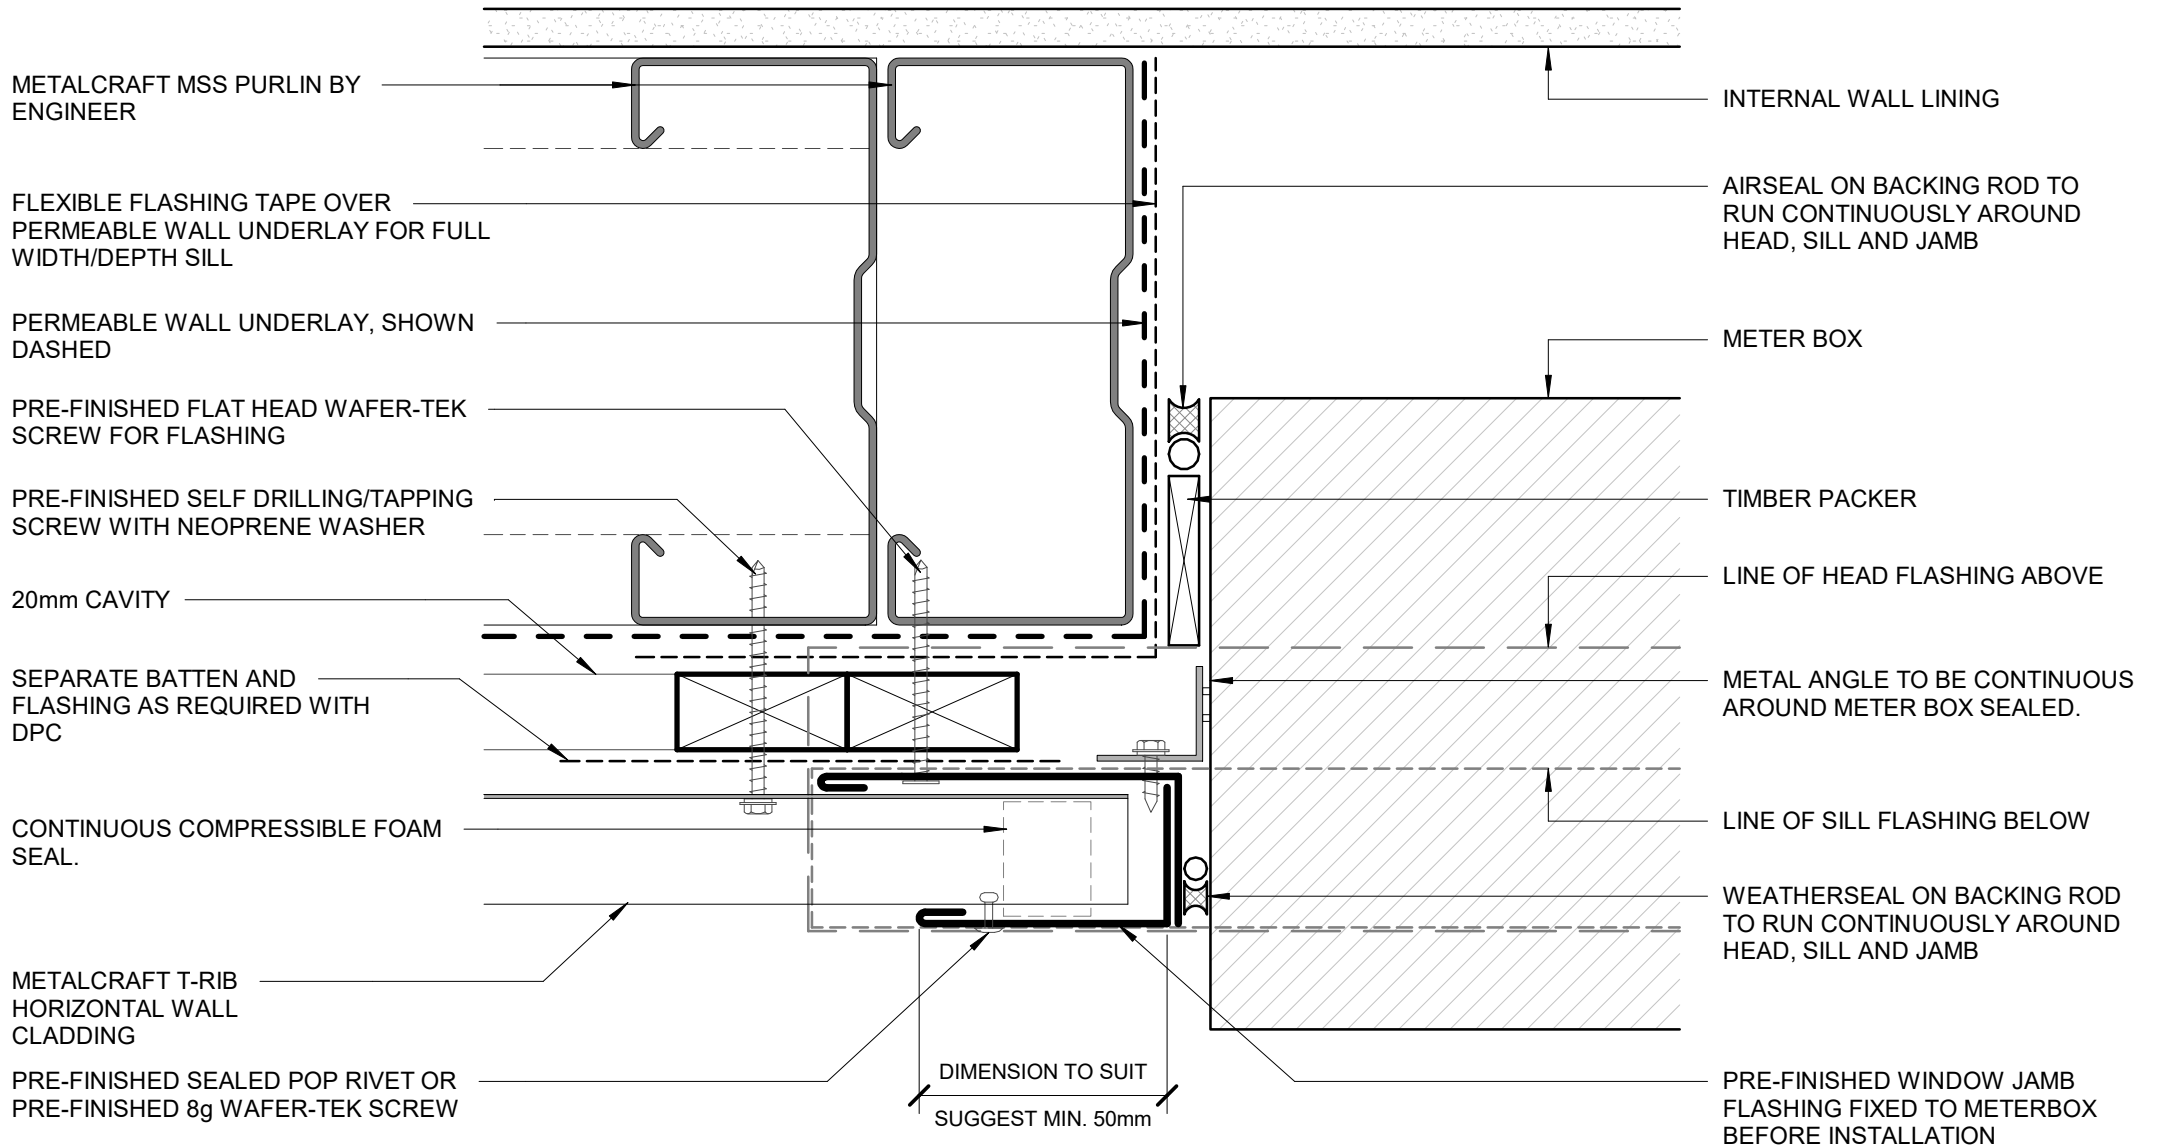 METALCRAFT MSS PURLIN BY
ENGINEER
FLEXIBLE FLASHING TAPE OVER
PERMEABLE WALL UNDERLAY FOR FULL
WIDTH/DEPTH SILL
PERMEABLE WALL UNDERLAY, SHOWN
DASHED
PRE-FINISHED FLAT HEAD WAFER-TEK
SCREW FOR FLASHING
PRE-FINISHED SELF DRILLING/TAPPING
SCREW WITH NEOPRENE WASHER
20mm CAVITY
SEPARATE BATTEN AND
FLASHING AS REQUIRED WITH
DPC
CONTINUOUS COMPRESSIBLE FOAM
SEAL.
METALCRAFT T-RIB
HORIZONTAL WALL
CLADDING
PRE-FINISHED SEALED POP RIVET OR
PRE-FINISHED 8g WAFER-TEK SCREW
DIMENSION TO SUIT
SUGGEST MIN. 50mm
INTERNAL WALL LINING
AIRSEAL ON BACKING ROD TO
RUN CONTINUOUSLY AROUND
HEAD, SILL AND JAMB
METER BOX
TIMBER PACKER
LINE OF HEAD FLASHING ABOVE
METAL ANGLE TO BE CONTINUOUS
AROUND METER BOX SEALED.
LINE OF SILL FLASHING BELOW
WEATHERSEAL ON BACKING ROD
TO RUN CONTINUOUSLY AROUND
HEAD, SILL AND JAMB
PRE-FINISHED WINDOW JAMB
FLASHING FIXED TO METERBOX
BEFORE INSTALLATION